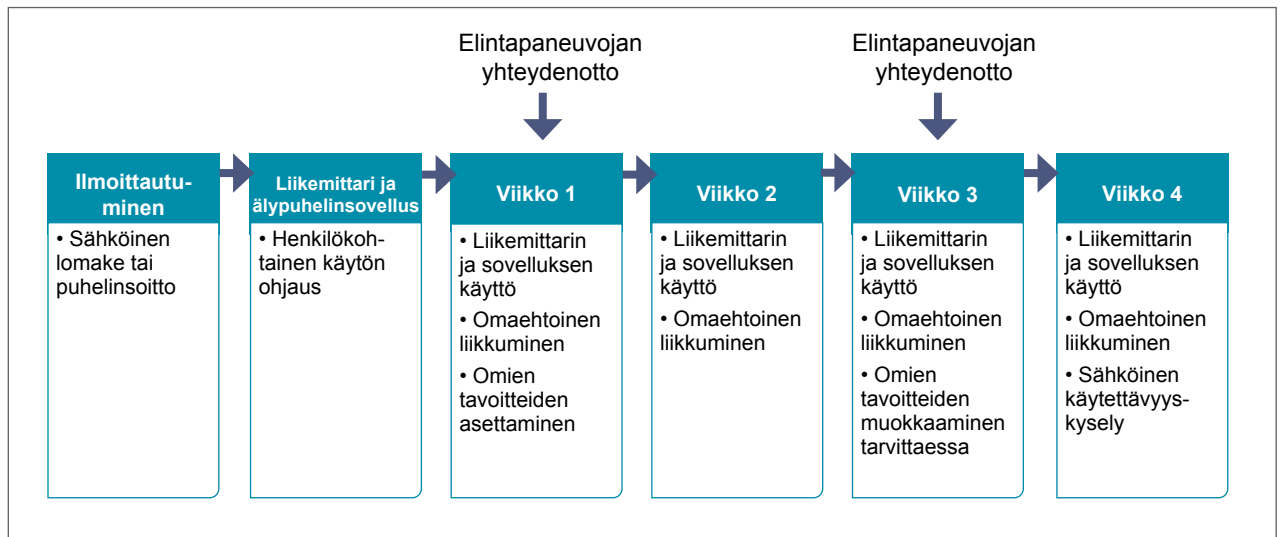 Elintapaneuvojan
yhteydenotto
Elintapaneuvojan
yhteydenotto
Ilmoittautu-
minen
• Sähköinen
lomake tai
puhelinsoitto
Liikemittari ja
älypuhelinsovellus
• Henkilökoh-
tainen käytön
ohjaus
Viikko 1
• Liikemittarin
ja sovelluksen
käyttö
• Omaehtoinen
liikkuminen
• Omien
tavoitteiden
asettaminen
Viikko 2
• Liikemittarin
ja sovelluksen
käyttö
• Omaehtoinen
liikkuminen
Viikko 3
• Liikemittarin
ja sovelluksen
käyttö
• Omaehtoinen
liikkuminen
• Omien
tavoitteiden
muokkaaminen
tarvittaessa
Viikko 4
• Liikemittarin
ja sovelluksen
käyttö
• Omaehtoinen
liikkuminen
• Sähköinen
käytettävyys-
kysely